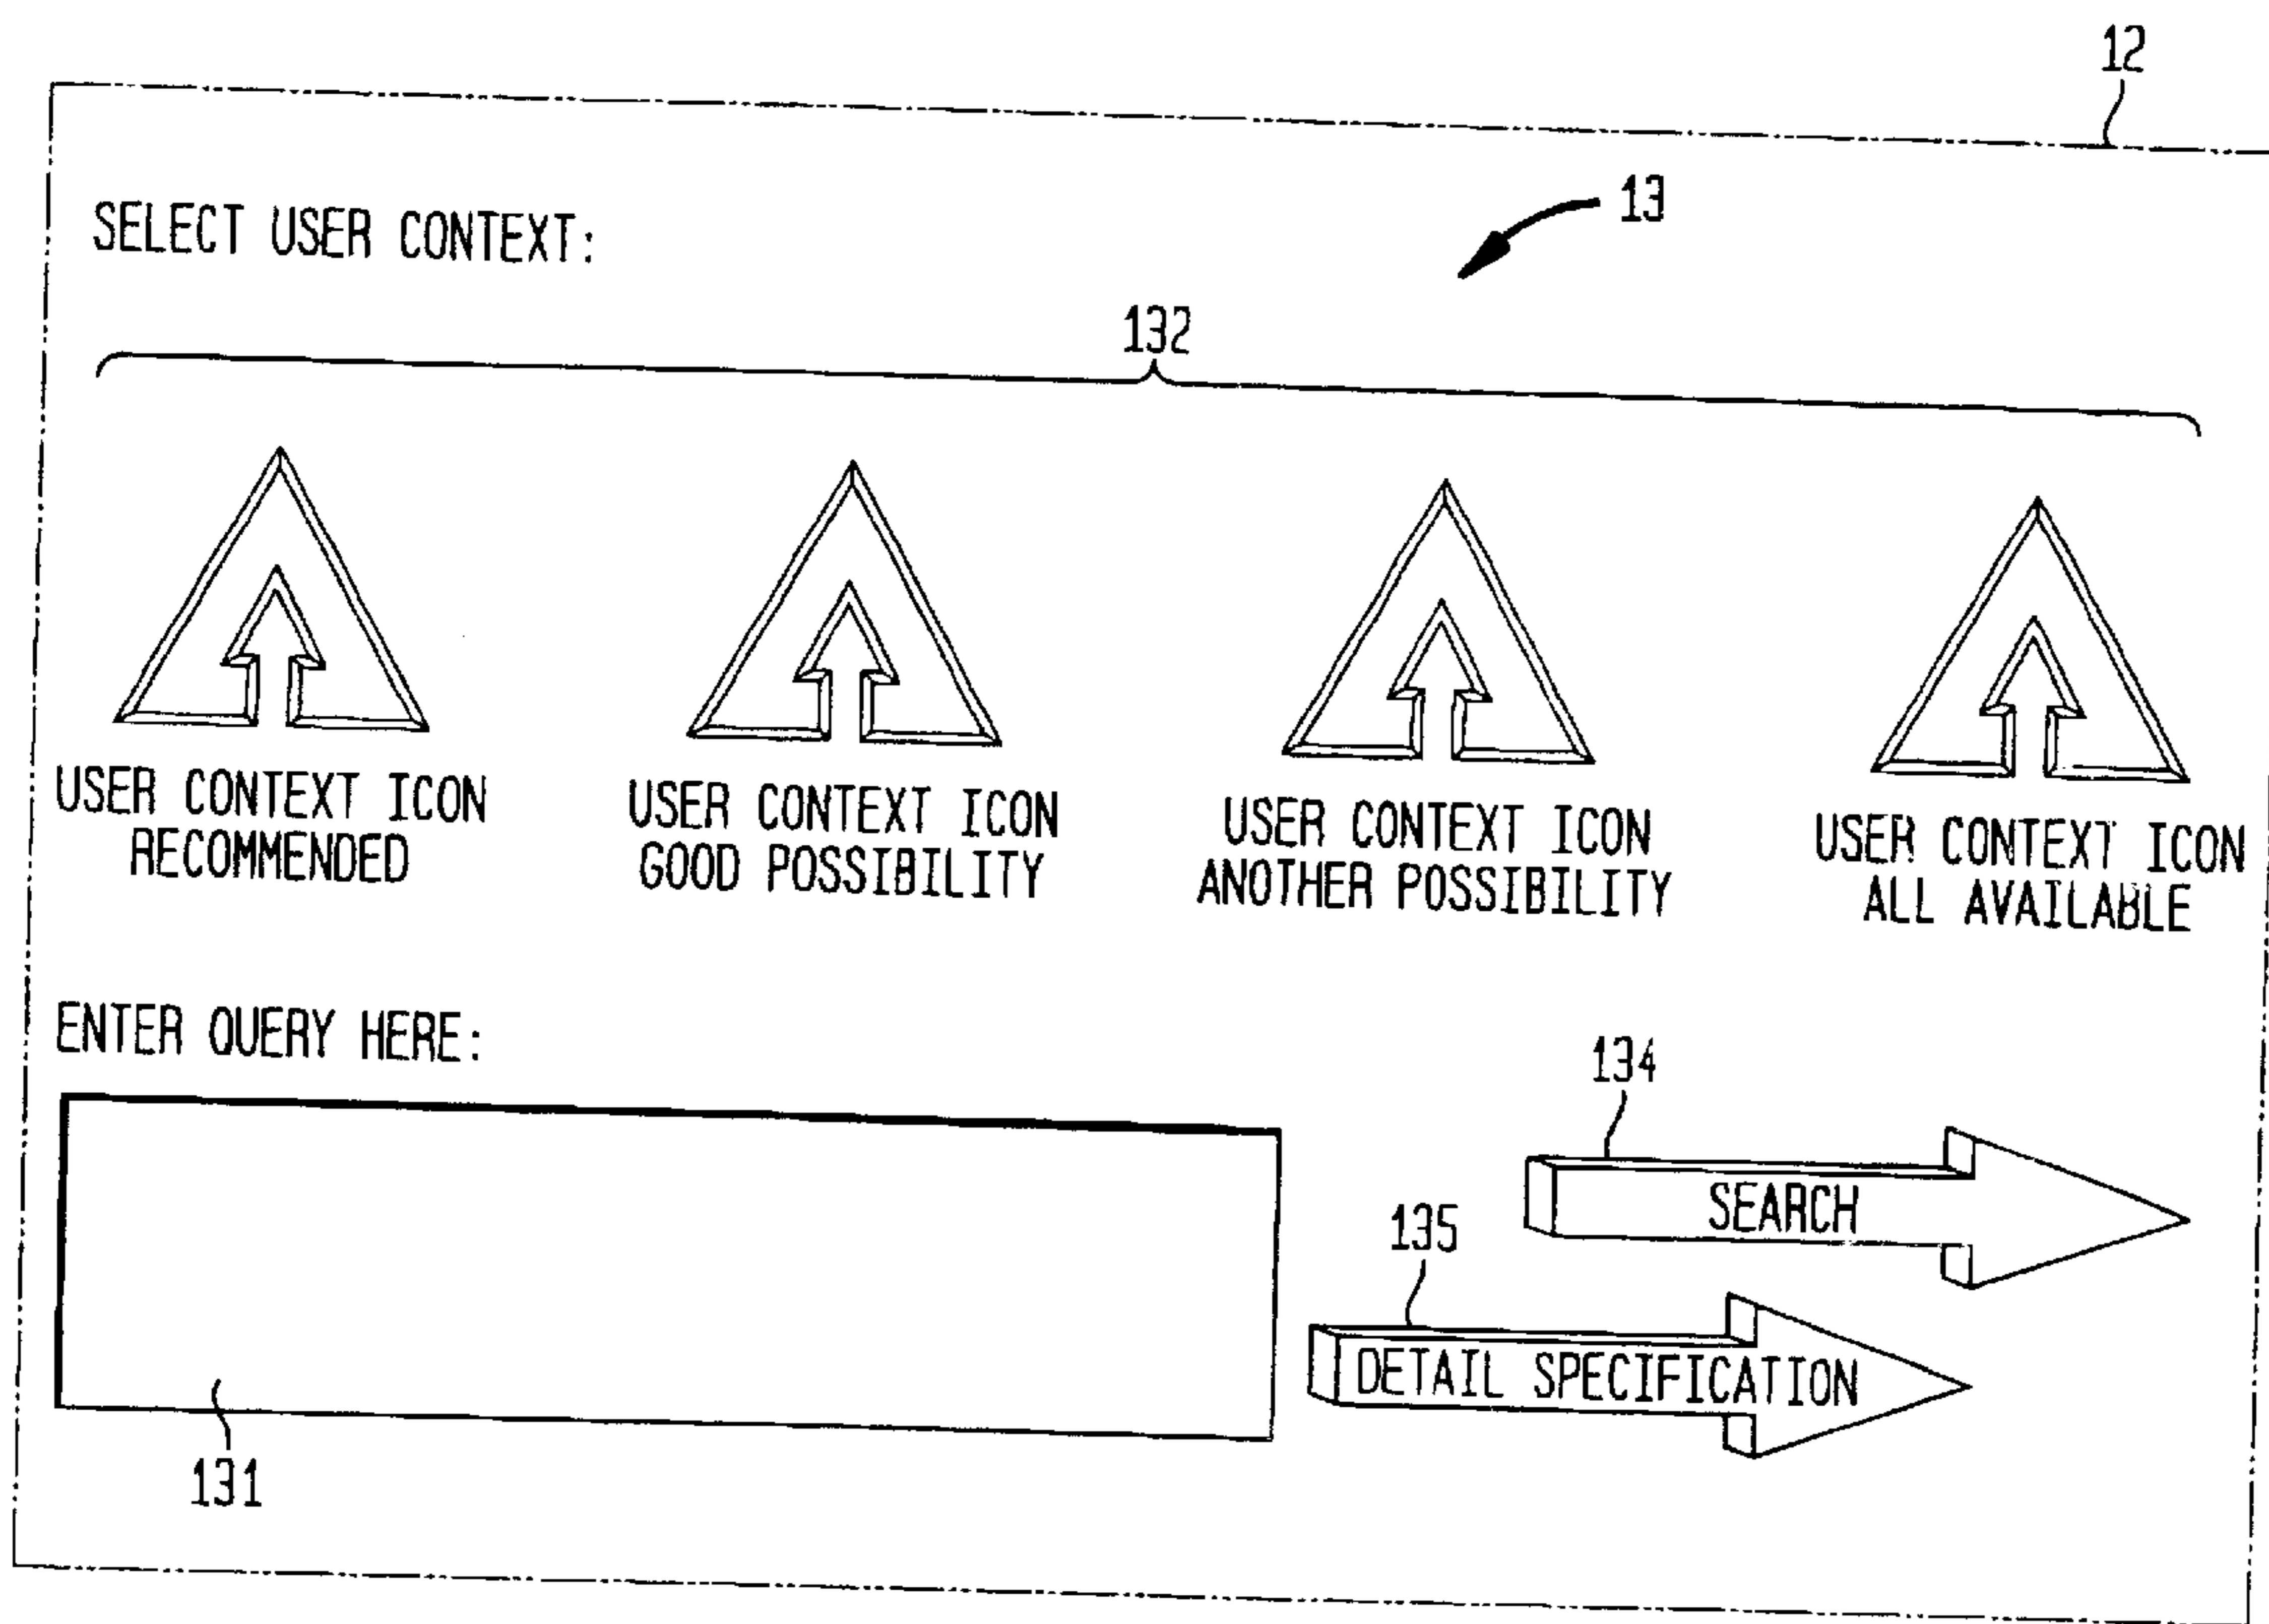 12
SELECT USER CONTEXT:
13
132
USER CONTEXT ICON
RECOMMENDED
USER CONTEXT ICON
GOOD POSSIBILITY
USER CONTEXT ICON
ANOTHER POSSIBILITY
USER CONTEXT ICON
ALL AVAILABLE
ENTER QUERY HERE:
134
SEARCH
135
DETAIL SPECIFICATION
131